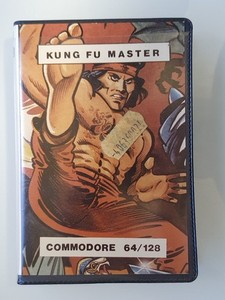 KUNG FU MASTER
COMMODORE 64/128